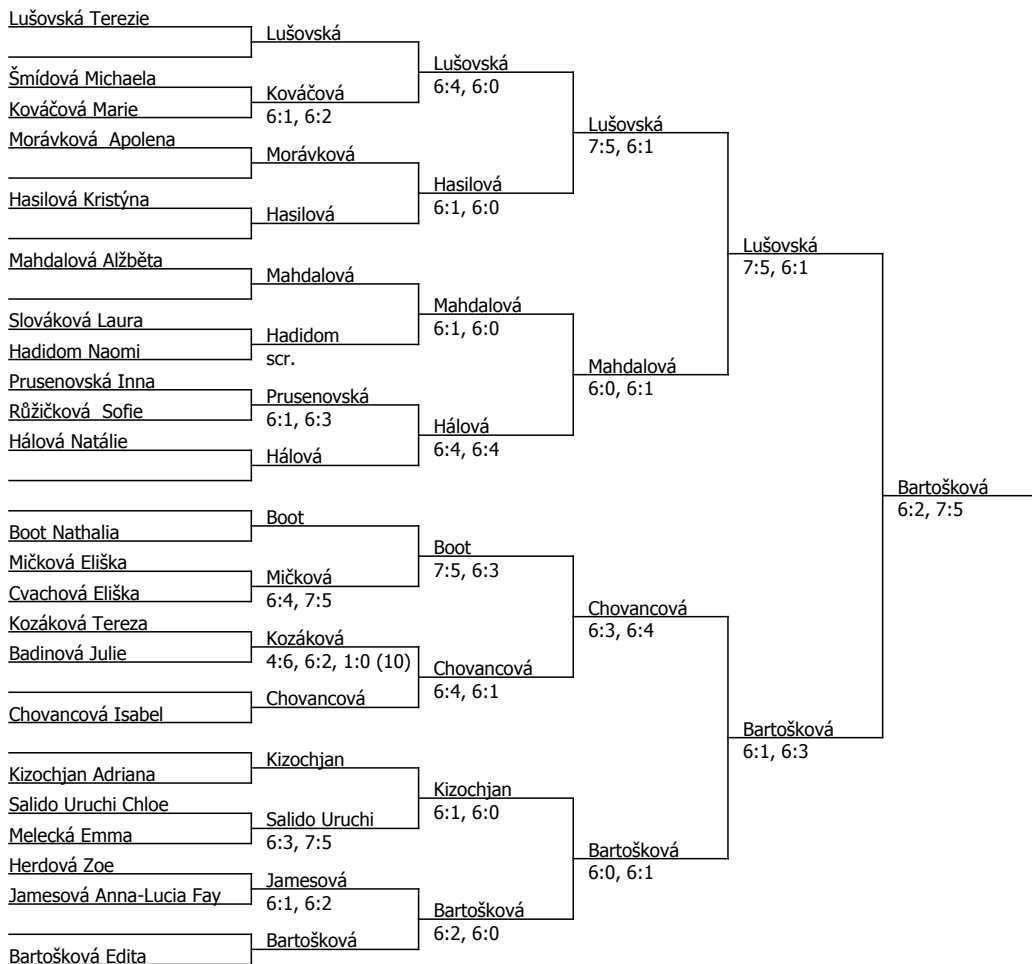 Lušovská Terezie
Lušovská
Lušovská
6:4, 6:0
Šmídová Michaela
Kováčová
6:1, 6:2
Kováčová Marie
Lušovská
7:5, 6:1
Morávková  Apolena
Morávková
Hasilová
6:1, 6:0
Hasilová Kristýna
Hasilová
Lušovská
7:5, 6:1
Mahdalová Alžběta
Mahdalová
Mahdalová
6:1, 6:0
Slováková Laura
Hadidom
scr.
Hadidom Naomi
Mahdalová
6:0, 6:1
Prusenovská Inna
Prusenovská
6:1, 6:3
Růžičková  Sofie
Hálová
6:4, 6:4
Hálová Natálie
Hálová
Bartošková
6:2, 7:5
Boot
Boot Nathalia
Boot
7:5, 6:3
Mičková Eliška
Mičková
6:4, 7:5
Cvachová Eliška
Chovancová
6:3, 6:4
Kozáková Tereza
Kozáková
4:6, 6:2, 1:0 (10)
Badinová Julie
Chovancová
6:4, 6:1
Chovancová
Chovancová Isabel
Bartošková
6:1, 6:3
Kizochjan
Kizochjan Adriana
Kizochjan
6:1, 6:0
Salido Uruchi Chloe
Salido Uruchi
6:3, 7:5
Melecká Emma
Bartošková
6:0, 6:1
Herdová Zoe
Jamesová
6:1, 6:2
Jamesová Anna-Lucia Fay
Bartošková
6:2, 6:0
Bartošková
Bartošková Edita